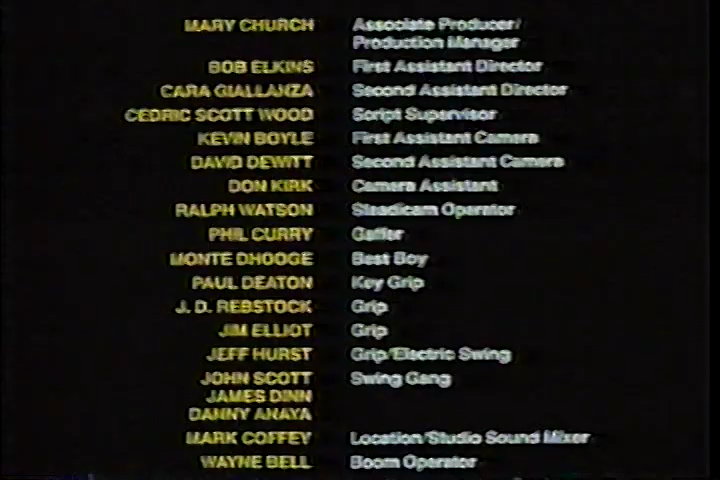 MARY CHURCH Associate Producer/
Production Manager
BOB ELKINS First Assistant Director
CARA GIALLANZA Second Assistant Director
CEDRIC SCOTT WOOD Script Supervisor
KEVIN BOYLE First Assistant Camera
DAVID DEWITT Second Assistant Camera
DON KIRK Camera Assistant
RALPH WATSON Steadicam Operator
PHIL CURRY Gaffer
MONTE DHOOGE Best Boy
PAUL DEATON Key Grip
J. D. REBSTOCK Grip
JIM ELLIOT Grip
JEFF HURST Grip/Electric Swing
JOHN SCOTT Swing Gang
JAMES DINN
DANNY ANAYA
MARK COFFEY Location/Studio Sound Mixer
WAYNE BELL Boom Operator